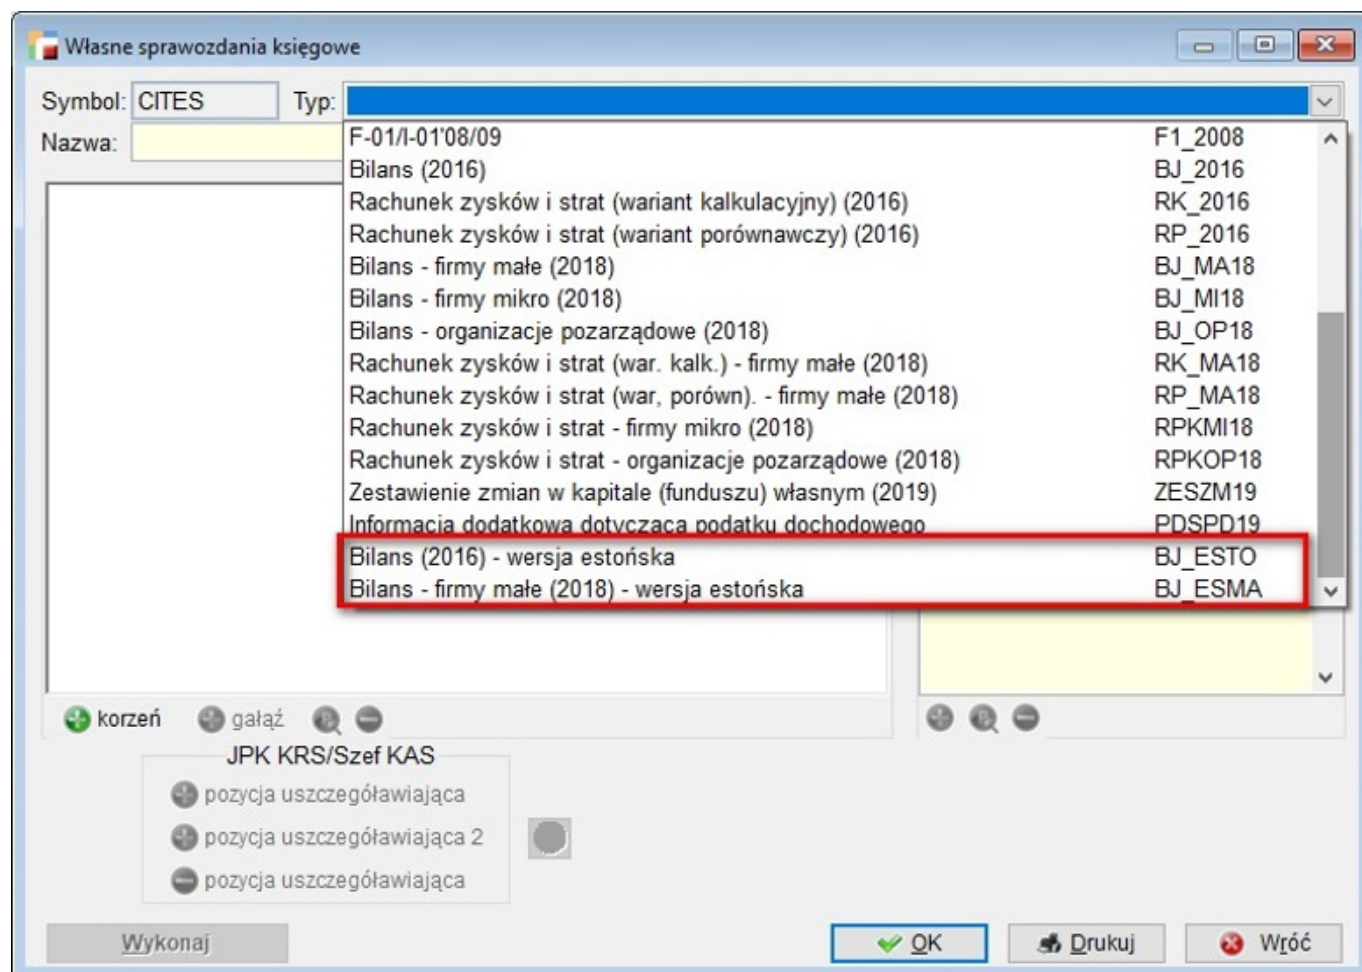 Własne sprawozdania księgowe
Symbol: CITES Typ:
Nazwa:
F-01/I-01'08/09 F1_2008
Bilans (2016) BJ_2016
Rachunek zysków i strat (wariant kalkulacyjny) (2016) RK_2016
Rachunek zysków i strat (wariant porównawczy) (2016) RP_2016
Bilans - firmy małe (2018) BJ_MA18
Bilans - firmy mikro (2018) BJ_MI18
Bilans - organizacje pozarządowe (2018) BJ_OP18
Rachunek zysków i strat (war. kalk.) - firmy małe (2018) RK_MA18
Rachunek zysków i strat (war, porówn). - firmy małe (2018) RP_MA18
Rachunek zysków i strat - firmy mikro (2018) RPKMI18
Rachunek zysków i strat - organizacje pozarządowe (2018) RPKOP18
Zestawienie zmian w kapitale (funduszu) własnym (2019) ZESZM19
Informacja dodatkowa dotycząca podatku dochodowego PDSPD19
Bilans (2016) - wersja estońska BJ_ESTO
Bilans - firmy małe (2018) - wersja estońska BJ_ESMA
korzeń gałąź
JPK KRS/Szef KAS
pozycja uszczegóławiająca
pozycja uszczegóławiająca 2
pozycja uszczegóławiająca
Wykonaj OK Drukuj Wróć